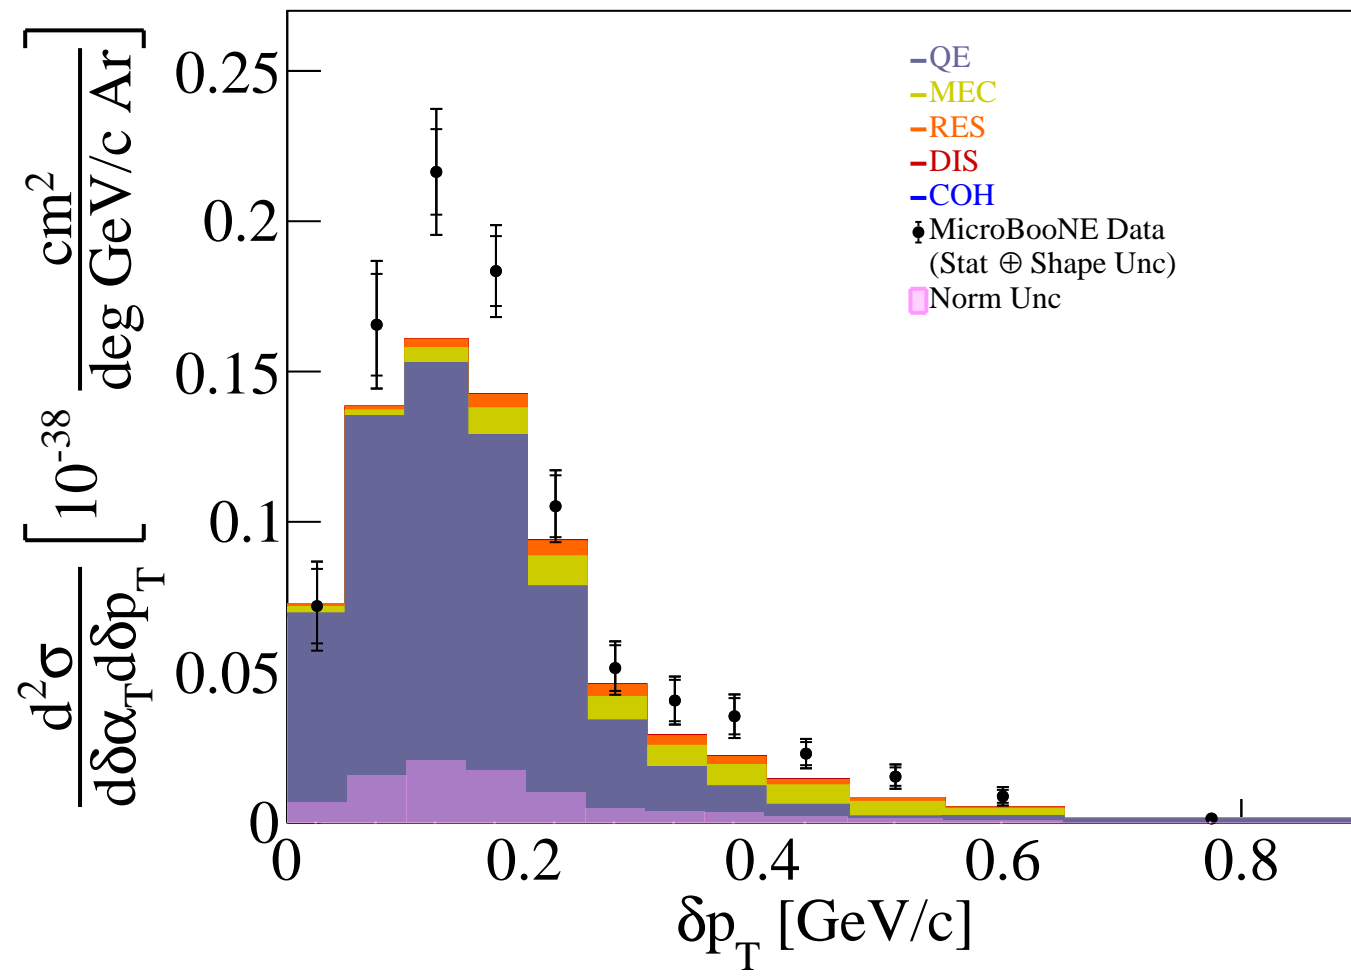 d²σ / dδα_T dδp_T [10⁻³⁸ cm² / deg GeV/c Ar]
0.25
0.2
0.15
0.1
0.05
0
0 0.2 0.4 0.6 0.8
δp_T [GeV/c]
QE
MEC
RES
DIS
COH
MicroBooNE Data
(Stat ⊕ Shape Unc)
Norm Unc